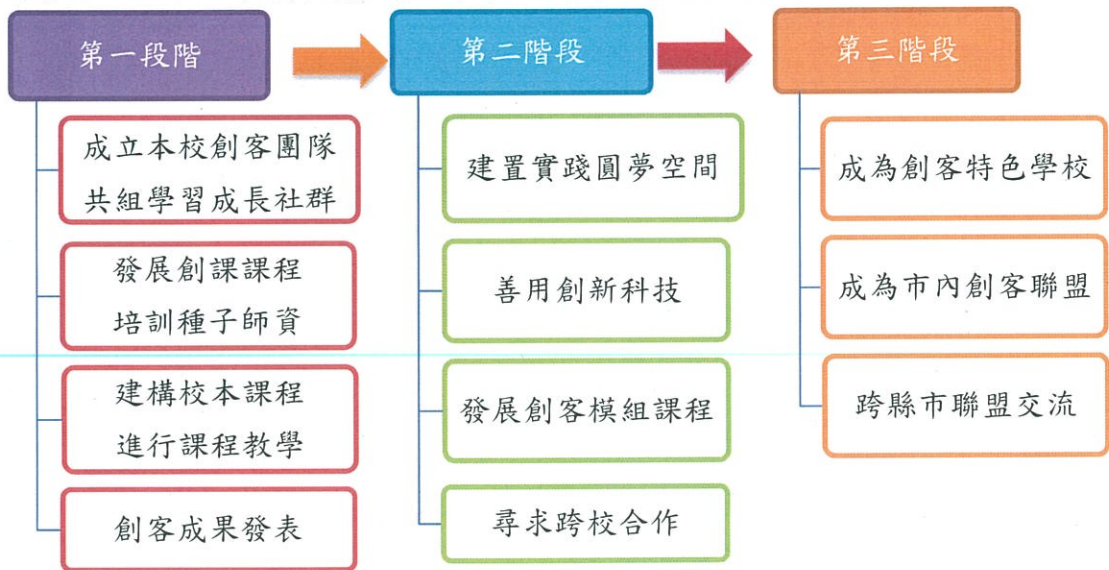 第一段階
成立本校創客團隊
共組學習成長社群
發展創課課程
培訓種子師資
建構校本課程
進行課程教學
創客成果發表
第二階段
建置實踐圓夢空間
善用創新科技
發展創客模組課程
尋求跨校合作
第三階段
成為創客特色學校
成為市內創客聯盟
跨縣市聯盟交流